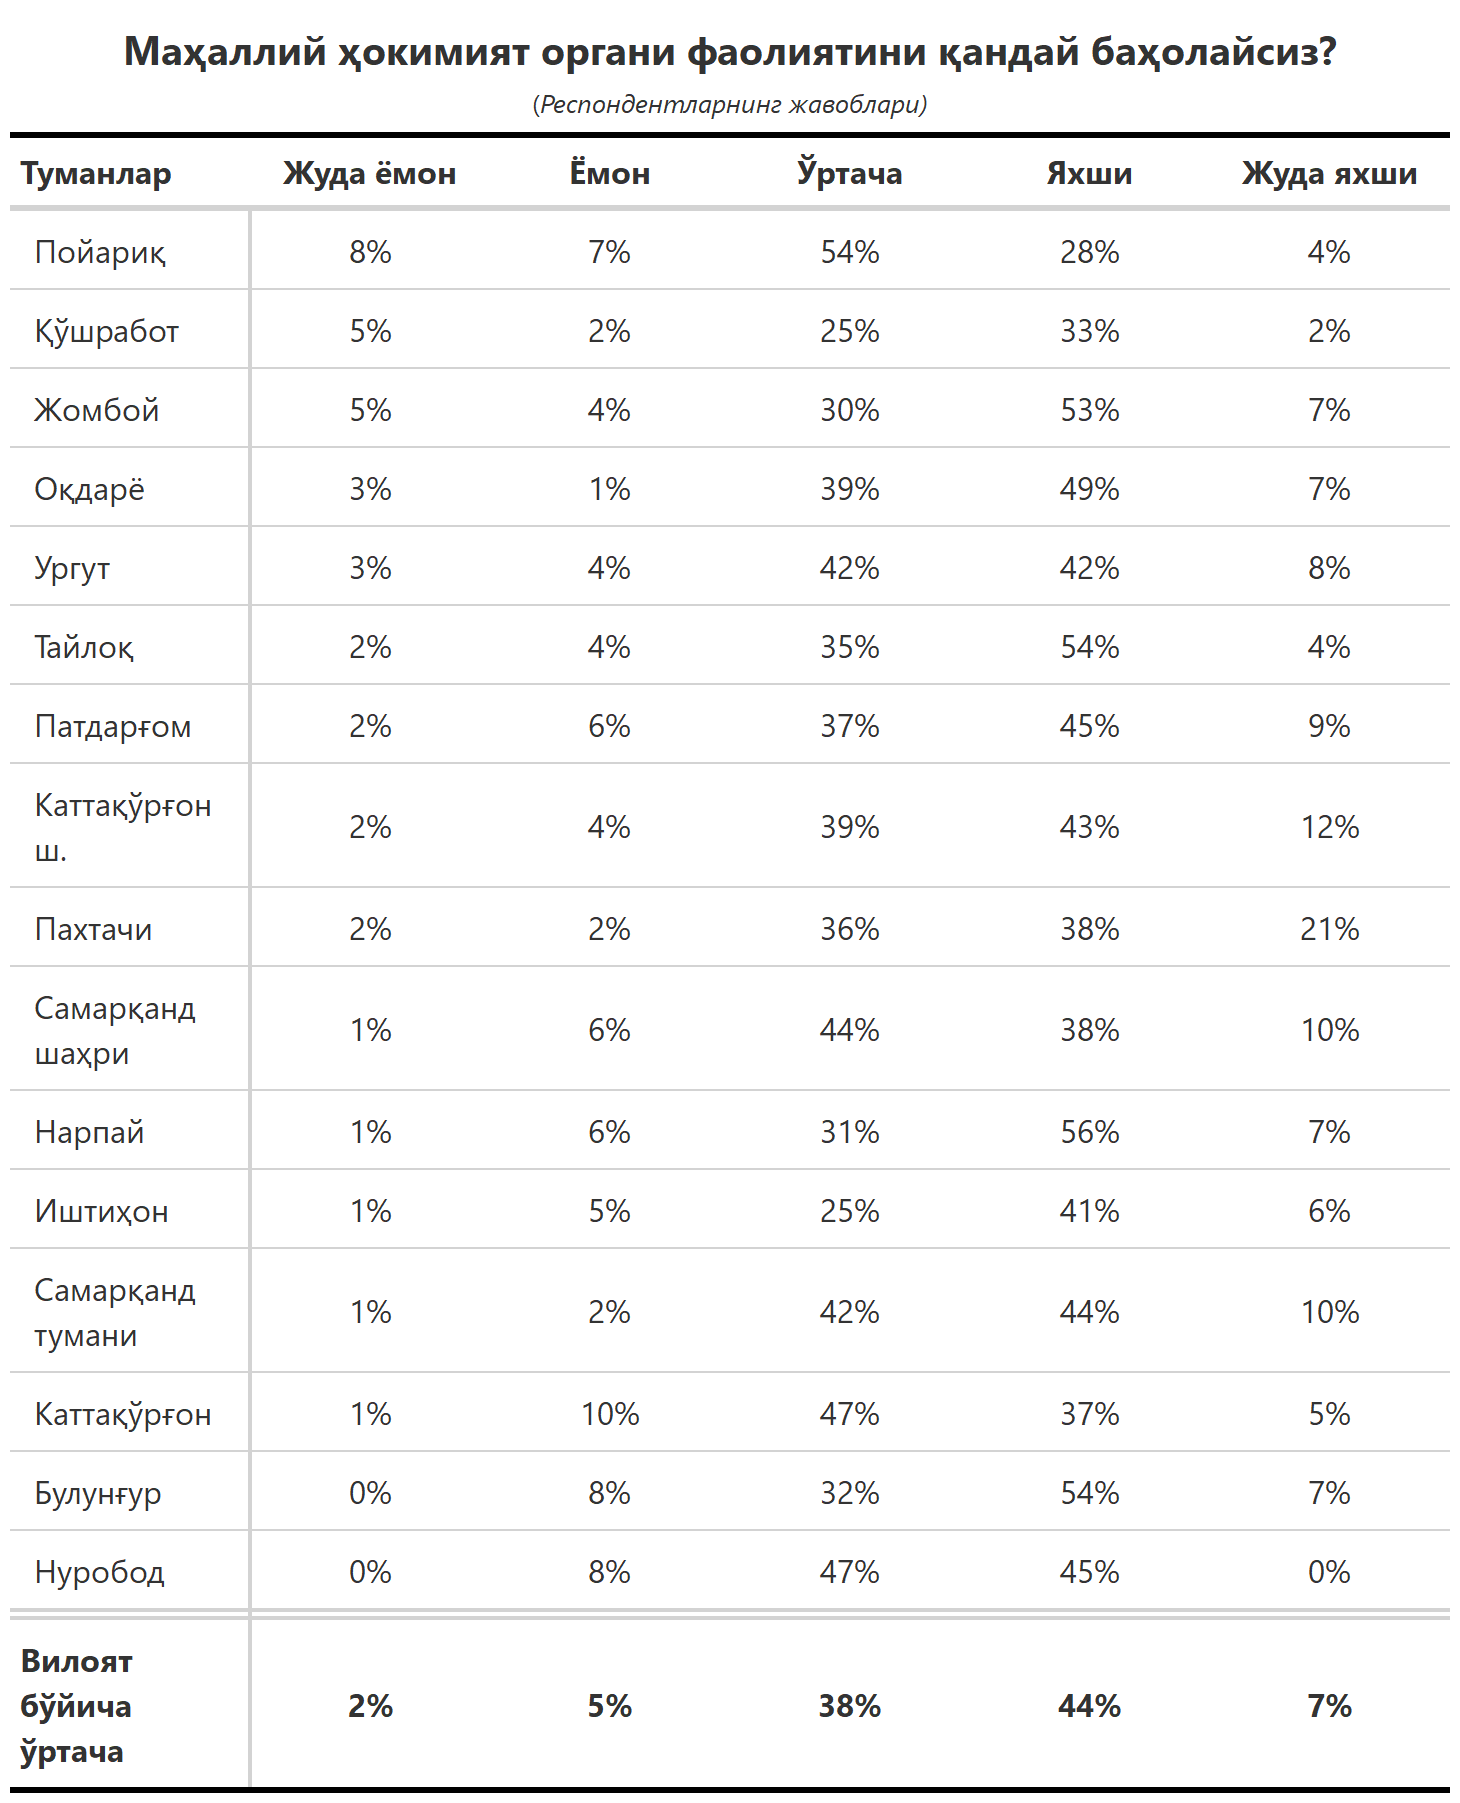 Маҳаллий ҳокимият органи фаолиятини қандай баҳолайсиз?
(Респондентларнинг жавоблари)
Туманлар Жуда ёмон Ёмон Ўртача Яхши Жуда яхши
Пойариқ 8% 7% 54% 28% 4%
Қўшработ 5% 2% 25% 33% 2%
Жомбой 5% 4% 30% 53% 7%
Оқдарё 3% 1% 39% 49% 7%
Ургут 3% 4% 42% 42% 8%
Тайлоқ 2% 4% 35% 54% 4%
Патдарғом 2% 6% 37% 45% 9%
Каттақўрғон
ш. 2% 4% 39% 43% 12%
Пахтачи 2% 2% 36% 38% 21%
Самарқанд
шаҳри 1% 6% 44% 38% 10%
Нарпай 1% 6% 31% 56% 7%
Иштиҳон 1% 5% 25% 41% 6%
Самарқанд
тумани 1% 2% 42% 44% 10%
Каттақўрғон 1% 10% 47% 37% 5%
Булунғур 0% 8% 32% 54% 7%
Нуробод 0% 8% 47% 45% 0%
Вилоят
бўйича 2% 5% 38% 44% 7%
ўртача